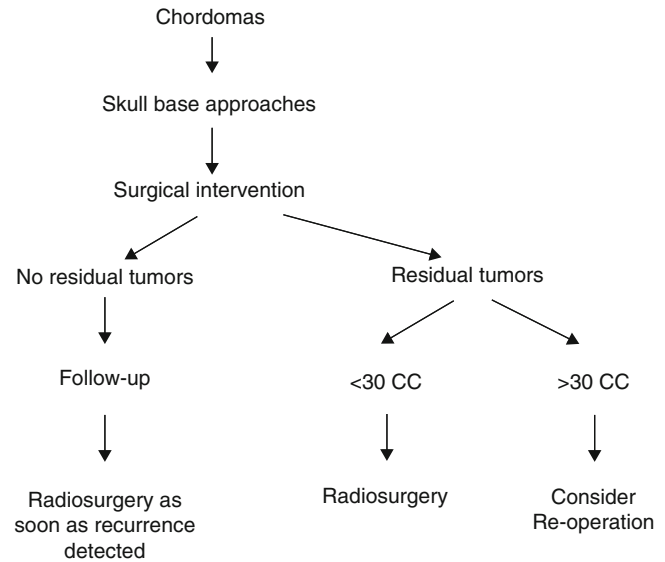 Chordomas
Skull base approaches
Surgical intervention
No residual tumors
Residual tumors
Follow-up
<30 CC
>30 CC
Radiosurgery as
soon as recurrence
detected
Radiosurgery
Consider
Re-operation